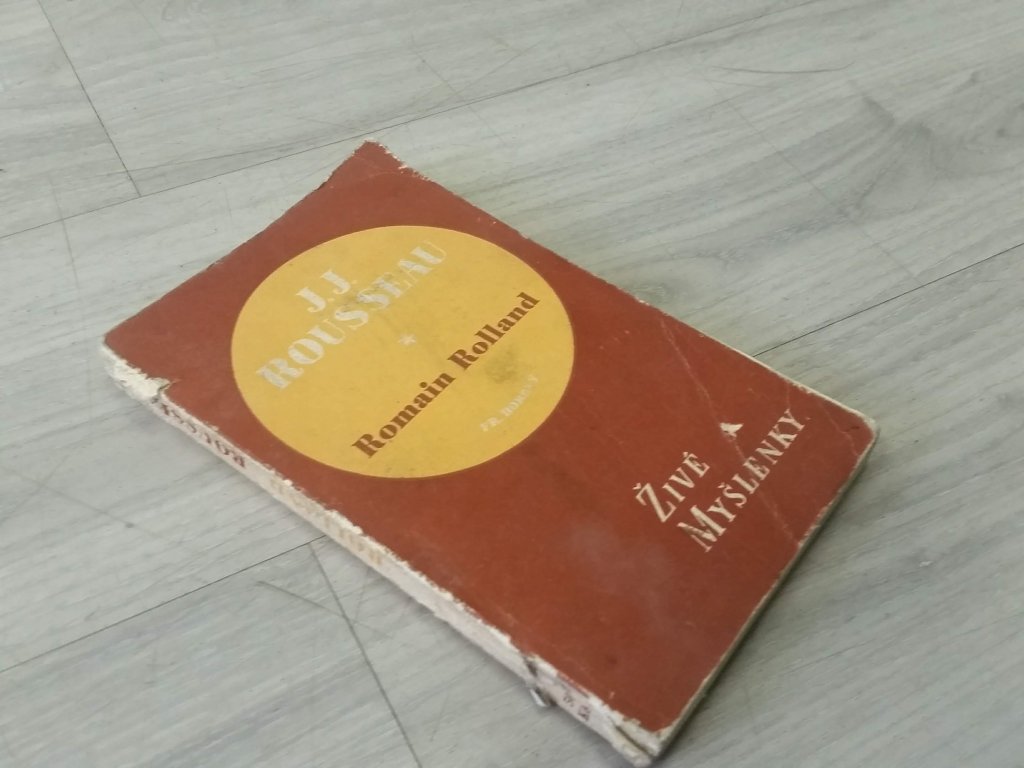 J. J.
ROUSSEAU
*
Romain Rolland
FR. BOROVÝ
ŽIVÉ
MYŠLENKY